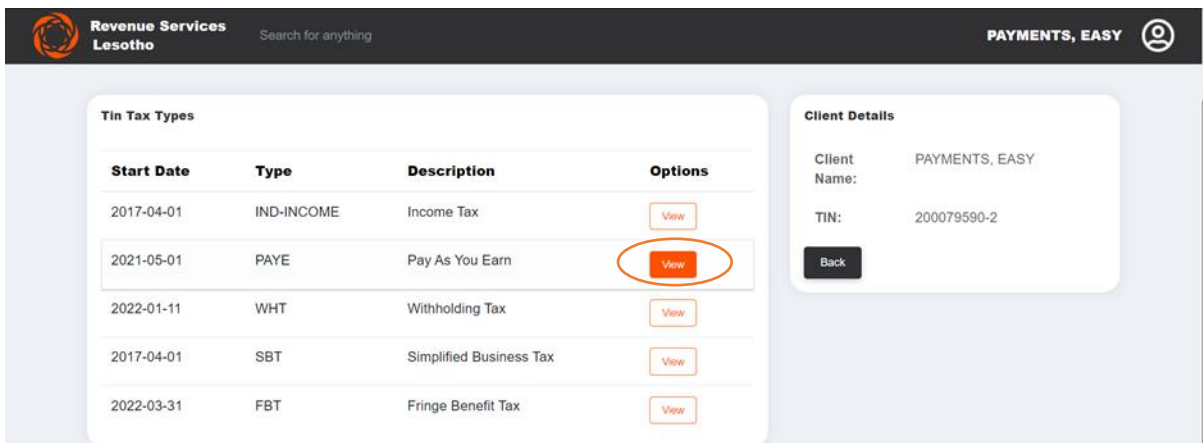 Revenue Services
Lesotho
Search for anything
PAYMENTS, EASY
Tin Tax Types
Start Date Type Description Options
2017-04-01 IND-INCOME Income Tax View
2021-05-01 PAYE Pay As You Earn View
2022-01-11 WHT Withholding Tax View
2017-04-01 SBT Simplified Business Tax View
2022-03-31 FBT Fringe Benefit Tax View
Client Details
Client
Name:
PAYMENTS, EASY
TIN: 200079590-2
Back